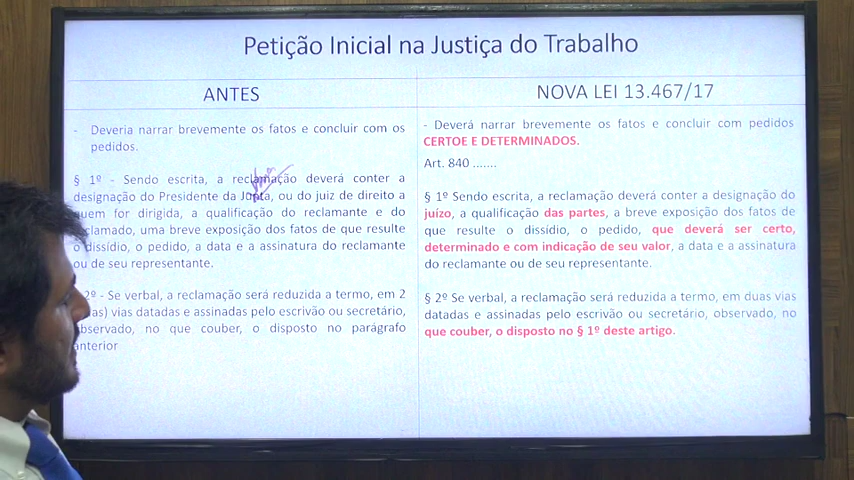 Petição Inicial na Justiça do Trabalho
ANTES
- Deveria narrar brevemente os fatos e concluir com os
pedidos.
§ 1º - Sendo escrita, a reclamação deverá conter a
designação do Presidente da Junta, ou do juiz de direito a
quem for dirigida, a qualificação do reclamante e do
reclamado, uma breve exposição dos fatos de que resulte
o dissídio, o pedido, a data e a assinatura do reclamante
ou de seu representante.
2º - Se verbal, a reclamação será reduzida a termo, em 2
as) vias datadas e assinadas pelo escrivão ou secretário,
observado, no que couber, o disposto no parágrafo
anterior
NOVA LEI 13.467/17
- Deverá narrar brevemente os fatos e concluir com pedidos
CERTOE E DETERMINADOS.
Art. 840 .......
§ 1º Sendo escrita, a reclamação deverá conter a designação do
juízo, a qualificação das partes, a breve exposição dos fatos de
que resulte o dissídio, o pedido, que deverá ser certo,
determinado e com indicação de seu valor, a data e a assinatura
do reclamante ou de seu representante.
§ 2º Se verbal, a reclamação será reduzida a termo, em duas vias
datadas e assinadas pelo escrivão ou secretário, observado, no
que couber, o disposto no § 1º deste artigo.